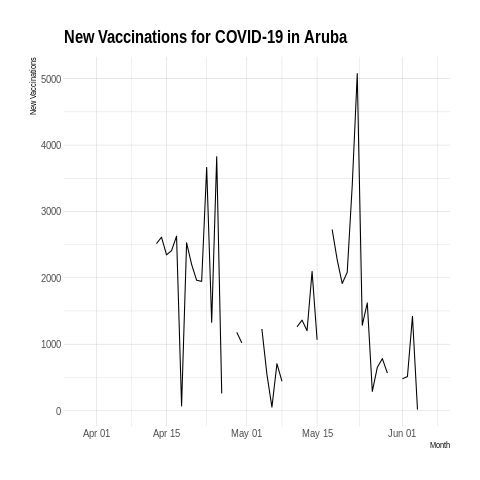 New Vaccinations for COVID-19 in Aruba
New Vaccinations
5000
4000
3000
2000
1000
0
Apr 01 Apr 15 May 01 May 15 Jun 01
Month